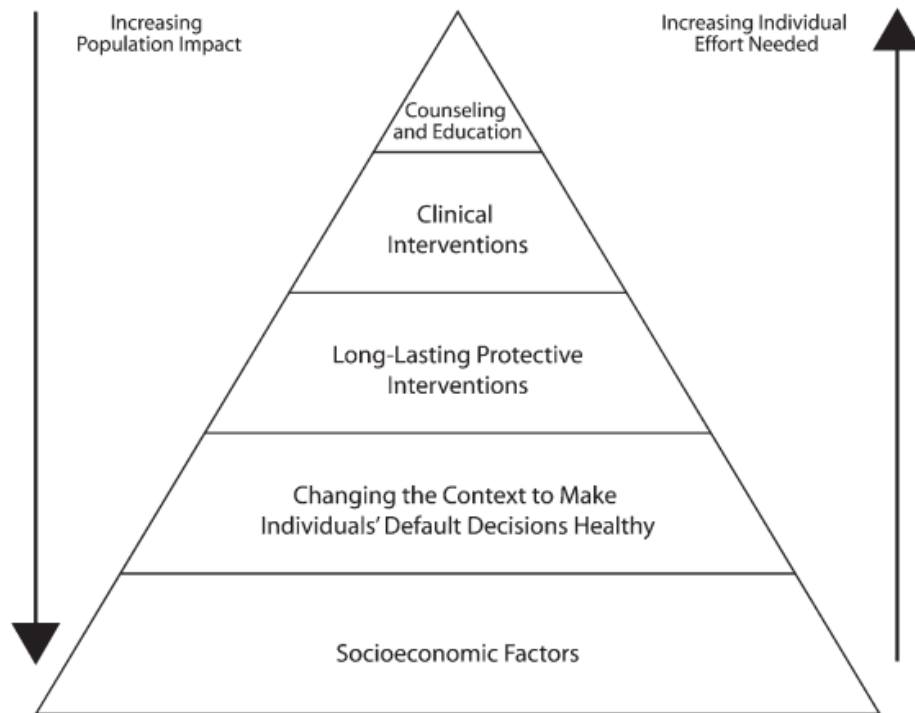 Increasing
Population Impact
Increasing Individual
Effort Needed
Counseling
and Education
Clinical
Interventions
Long-Lasting Protective
Interventions
Changing the Context to Make
Individuals’ Default Decisions Healthy
Socioeconomic Factors